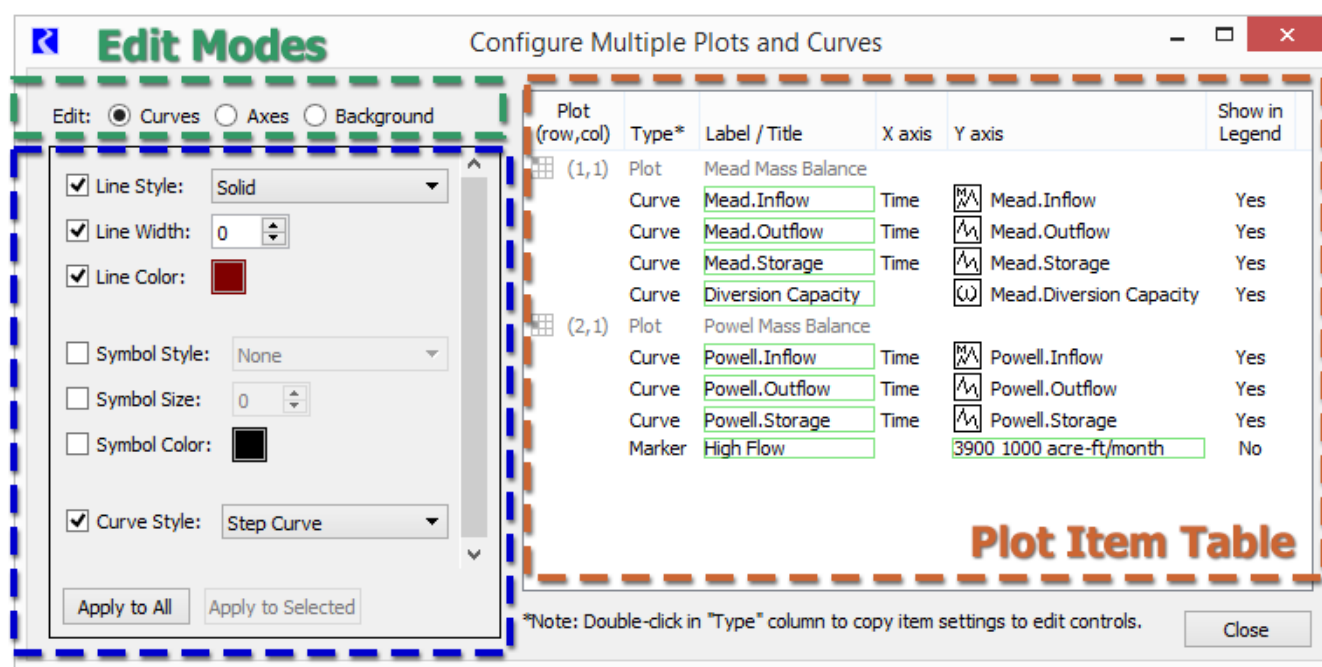 Edit Modes
Configure Multiple Plots and Curves
Edit: Curves Axes Background
Line Style: Solid
Line Width: 0
Line Color:
Symbol Style: None
Symbol Size: 0
Symbol Color:
Curve Style: Step Curve
Apply to All Apply to Selected
Plot (row,col) Type* Label / Title X axis Y axis Show in Legend
(1,1) Plot Mead Mass Balance
Curve Mead.Inflow Time Mead.Inflow Yes
Curve Mead.Outflow Time Mead.Outflow Yes
Curve Mead.Storage Time Mead.Storage Yes
Curve Diversion Capacity Mead.Diversion Capacity Yes
(2,1) Plot Powel Mass Balance
Curve Powell.Inflow Time Powell.Inflow Yes
Curve Powell.Outflow Time Powell.Outflow Yes
Curve Powell.Storage Time Powell.Storage Yes
Marker High Flow 3900 1000 acre-ft/month No
Plot Item Table
*Note: Double-click in "Type" column to copy item settings to edit controls.
Close